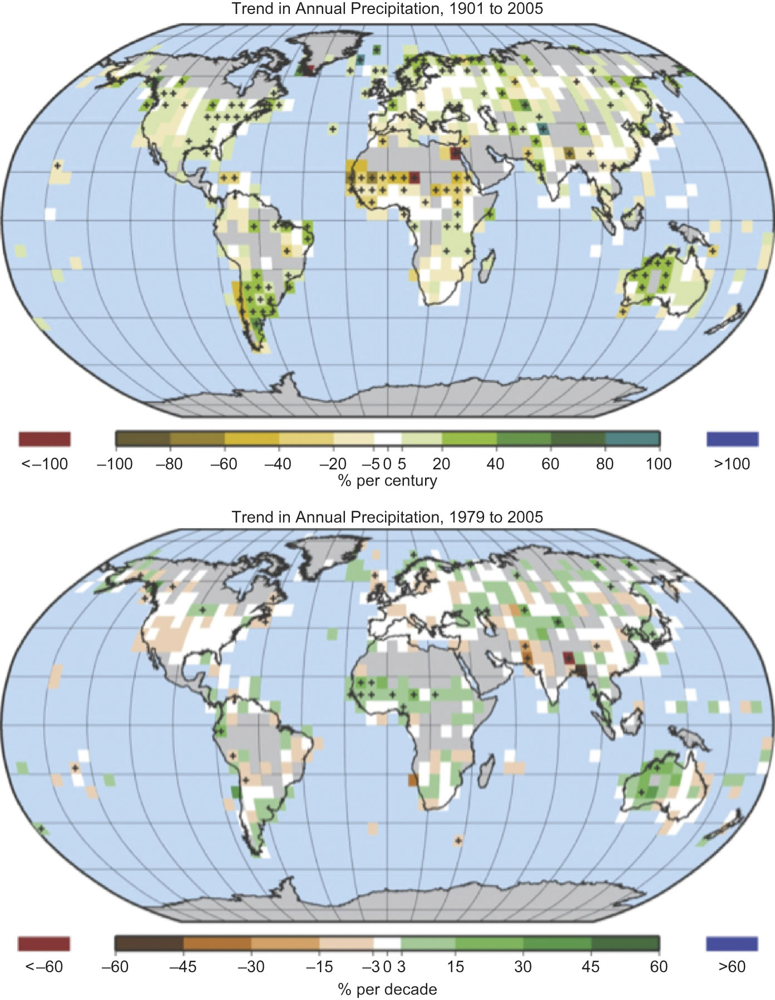 Trend in Annual Precipitation, 1901 to 2005
<–100 –100 –80 –60 –40 –20 –5 0 5 20 40 60 80 100 >100
% per century
Trend in Annual Precipitation, 1979 to 2005
<–60 –60 –45 –30 –15 –3 0 3 15 30 45 60 >60
% per decade